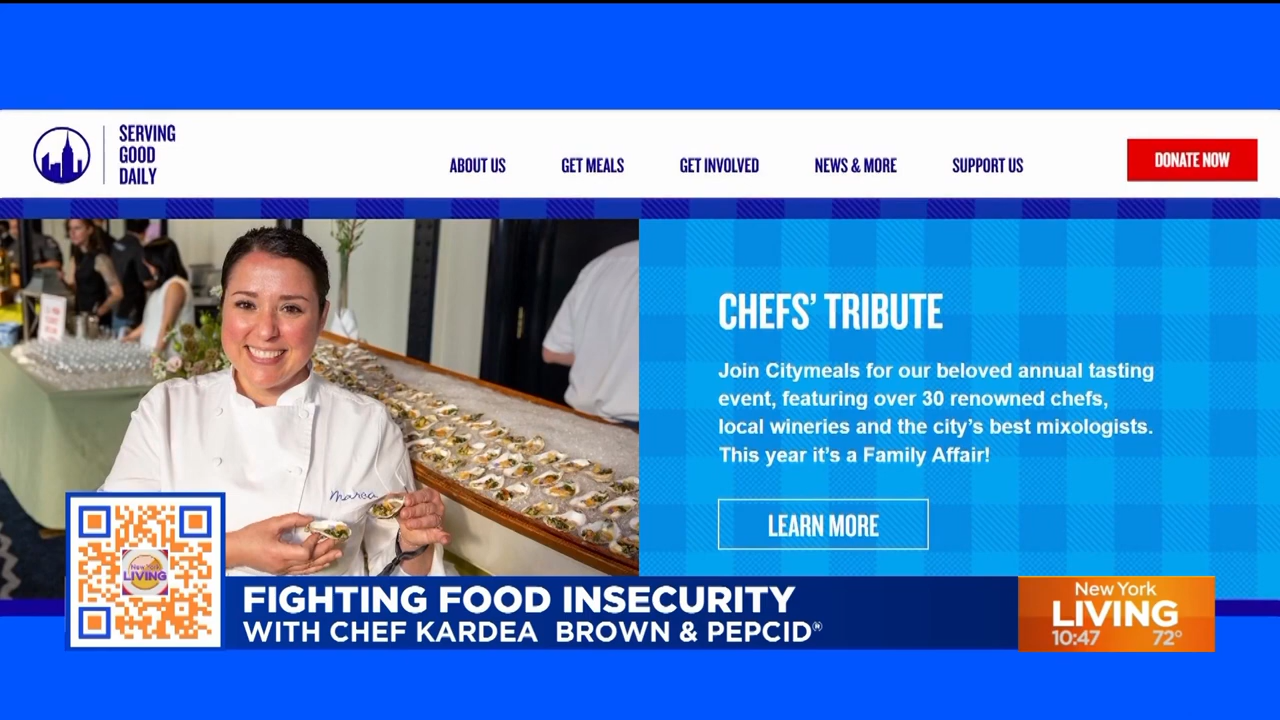 SERVING
GOOD
DAILY
ABOUT US
GET MEALS
GET INVOLVED
NEWS & MORE
SUPPORT US
DONATE NOW
CHEFS' TRIBUTE
Join Citymeals for our beloved annual tasting
event, featuring over 30 renowned chefs,
local wineries and the city's best mixologists.
This year it's a Family Affair!
LEARN MORE
New York
LIVING
FIGHTING FOOD INSECURITY
WITH CHEF KARDEA BROWN & PEPCID®
New York
LIVING
10:47 72°